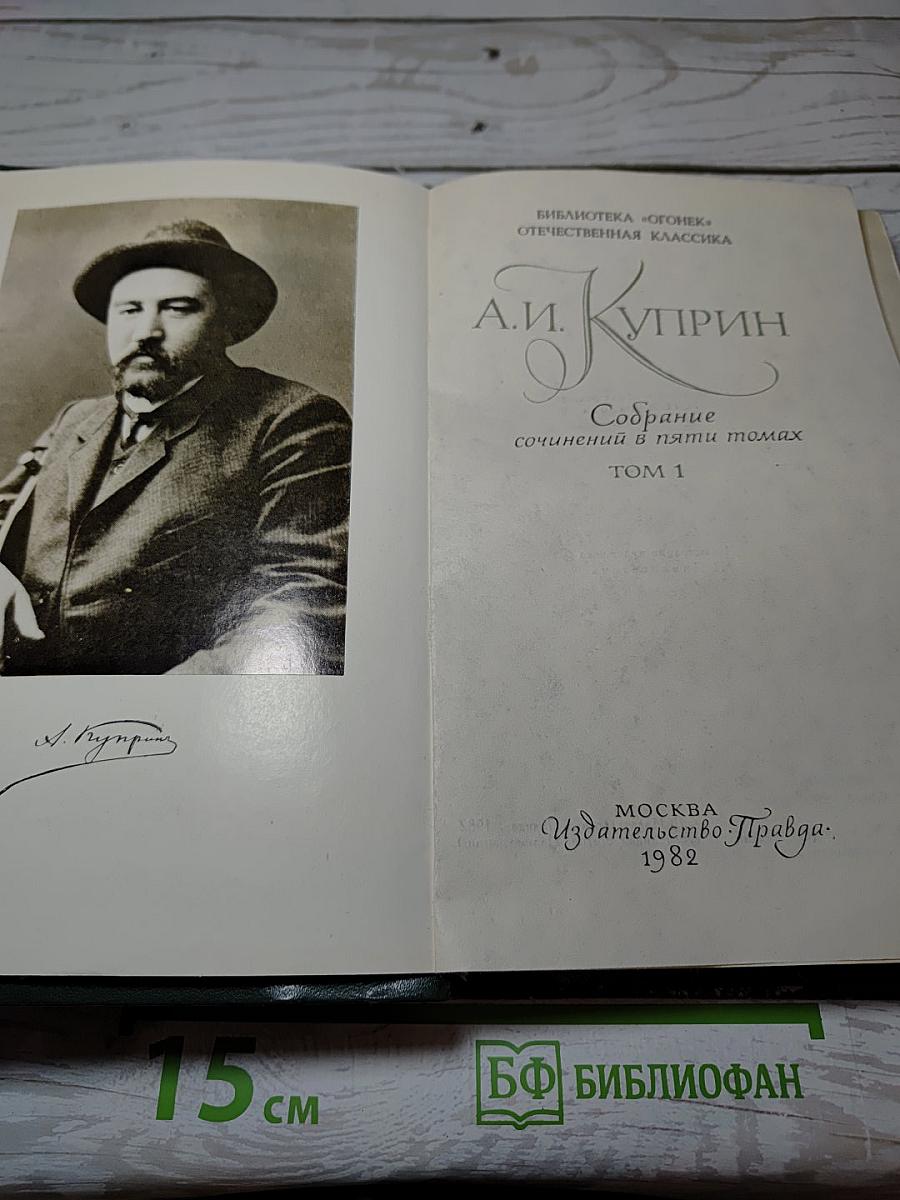 БИБЛИОТЕКА «ОГОНЕК»
ОТЕЧЕСТВЕННАЯ КЛАССИКА
А.И. КУПРИН
Собрание
сочинений в пяти томах
ТОМ 1
А. Купринъ
МОСКВА
Издательство·Правда·
1982
15 см
БФ БИБЛИОФАН